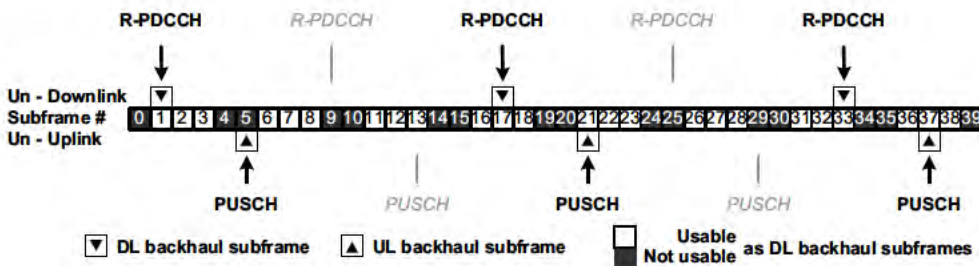 R-PDCCH R-PDCCH R-PDCCH R-PDCCH R-PDCCH
Un - Downlink
Subframe # 0 1 2 3 4 5 6 7 8 9 10 11 12 13 14 15 16 17 18 19 20 21 22 23 24 25 26 27 28 29 30 31 32 33 34 35 36 37 38 39
Un - Uplink
PUSCH PUSCH PUSCH PUSCH PUSCH
DL backhaul subframe UL backhaul subframe Usable
Not usable as DL backhaul subframes